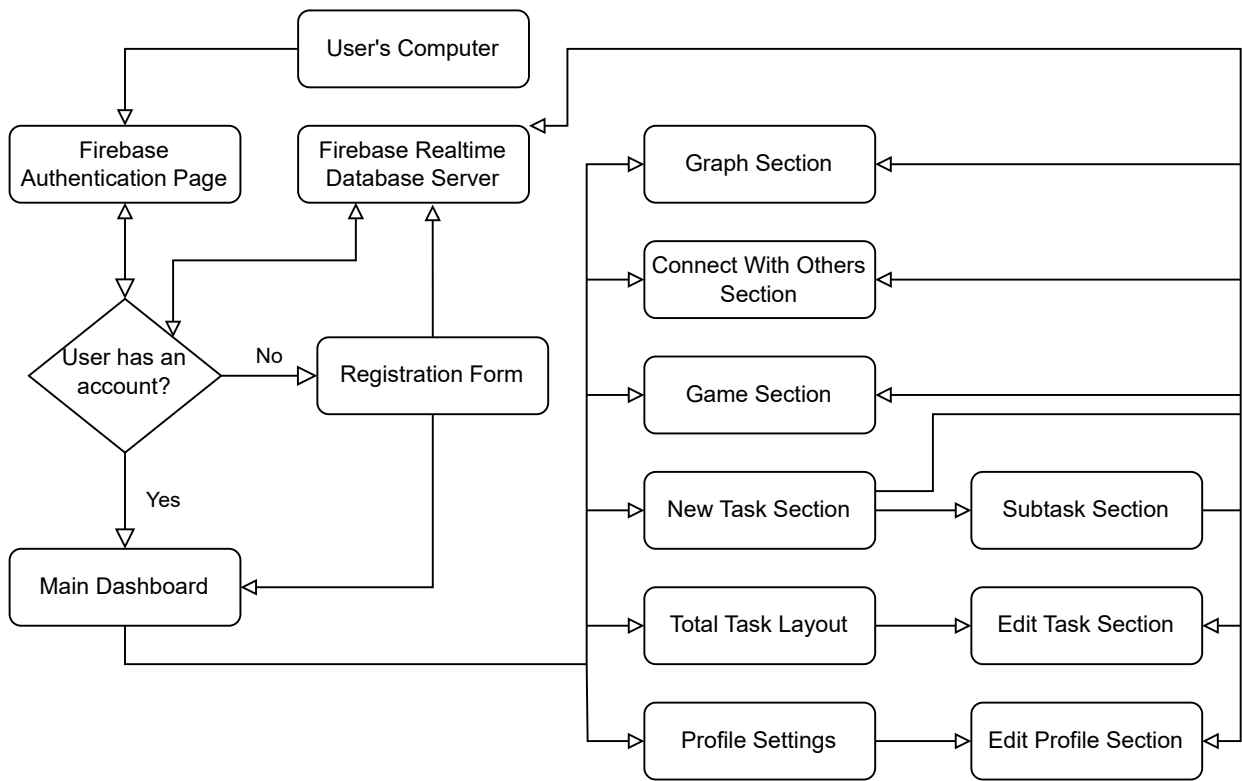 User's Computer
Firebase
Authentication Page
Firebase Realtime
Database Server
Graph Section
Connect With Others
Section
User has an
account?
No
Registration Form
Game Section
Yes
New Task Section
Subtask Section
Main Dashboard
Total Task Layout
Edit Task Section
Profile Settings
Edit Profile Section